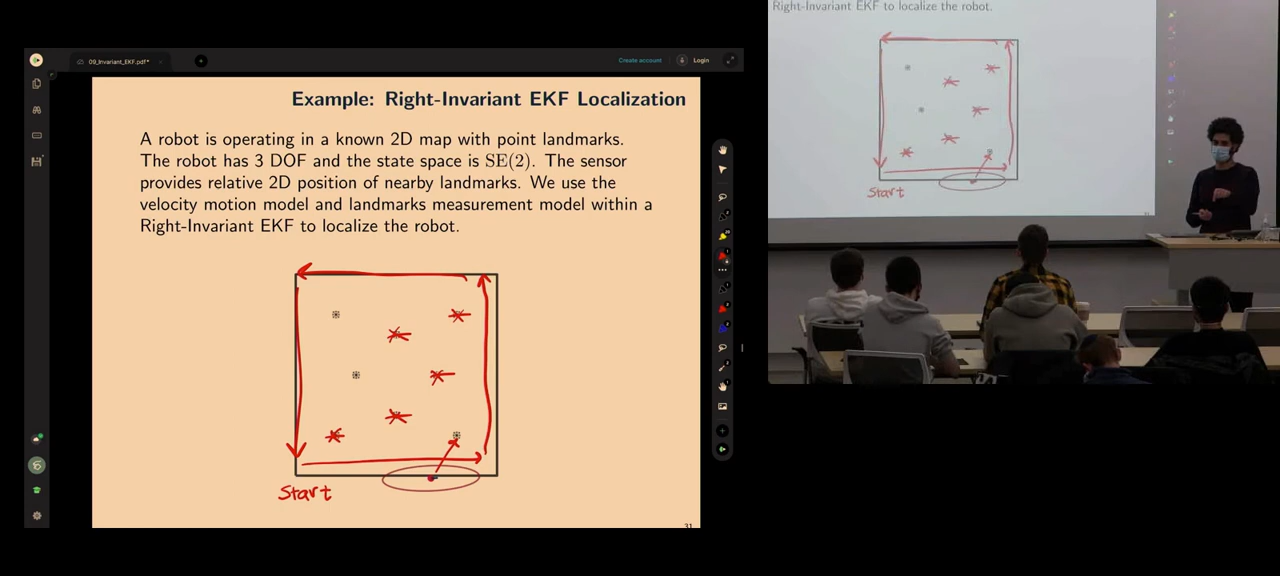 09_Invariant_EKF.pdf*
Create account
Login
Example: Right-Invariant EKF Localization
A robot is operating in a known 2D map with point landmarks.
The robot has 3 DOF and the state space is SE(2). The sensor
provides relative 2D position of nearby landmarks. We use the
velocity motion model and landmarks measurement model within a
Right-Invariant EKF to localize the robot.
Start
31
Right-Invariant EKF to localize the robot.
Start